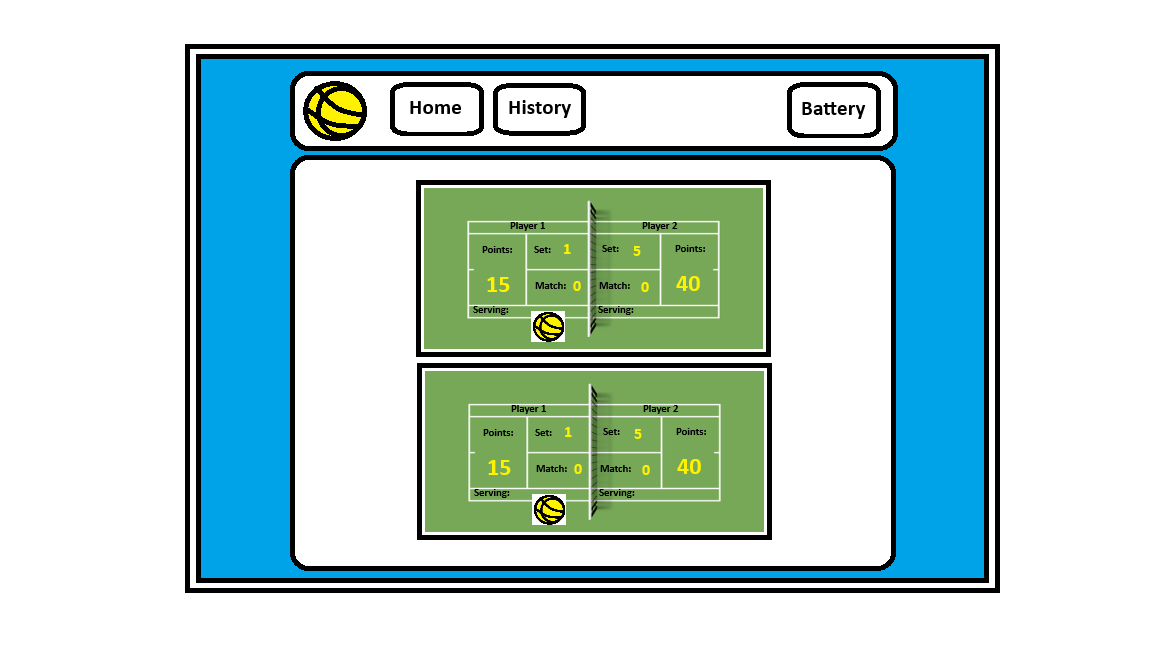 Home History Battery
Player 1 Player 2
Points: Set: 1 Set: 5 Points:
15 Match: 0 Match: 0 40
Serving: Serving:
Player 1 Player 2
Points: Set: 1 Set: 5 Points:
15 Match: 0 Match: 0 40
Serving: Serving: